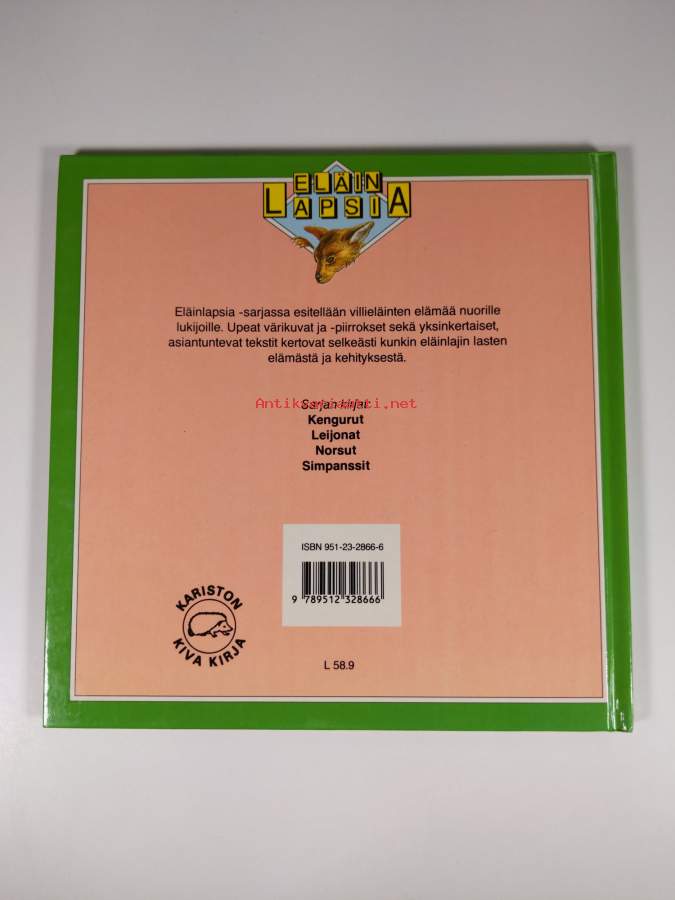 ELÄIN
LAPSIA
Eläinlapsia -sarjassa esitellään villieläinten elämää nuorille
lukijoille. Upeat värikuvat ja -piirrokset sekä yksinkertaiset,
asiantuntevat tekstit kertovat selkeästi kunkin eläinlajin lasten
elämästä ja kehityksestä.
Sarjan kirjat
Kengurut
Leijonat
Norsut
Simpanssit
ISBN 951-23-2866-6
9 789512 328666
KARISTON
KIVA KIRJA
L 58.9